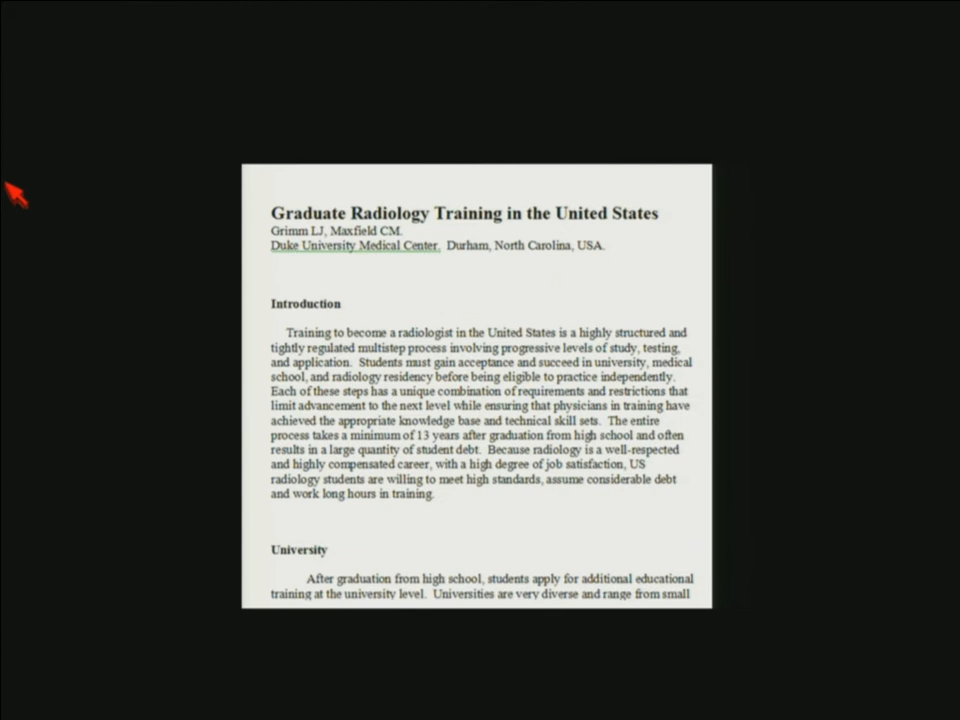 Graduate Radiology Training in the United States
Grimm LJ, Maxfield CM.
Duke University Medical Center. Durham, North Carolina, USA.
Introduction
Training to become a radiologist in the United States is a highly structured and
tightly regulated multistep process involving progressive levels of study, testing,
and application. Students must gain acceptance and succeed in university, medical
school, and radiology residency before being eligible to practice independently.
Each of these steps has a unique combination of requirements and restrictions that
limit advancement to the next level while ensuring that physicians in training have
achieved the appropriate knowledge base and technical skill sets. The entire
process takes a minimum of 13 years after graduation from high school and often
results in a large quantity of student debt. Because radiology is a well-respected
and highly compensated career, with a high degree of job satisfaction, US
radiology students are willing to meet high standards, assume considerable debt
and work long hours in training.
University
After graduation from high school, students apply for additional educational
training at the university level. Universities are very diverse and range from small